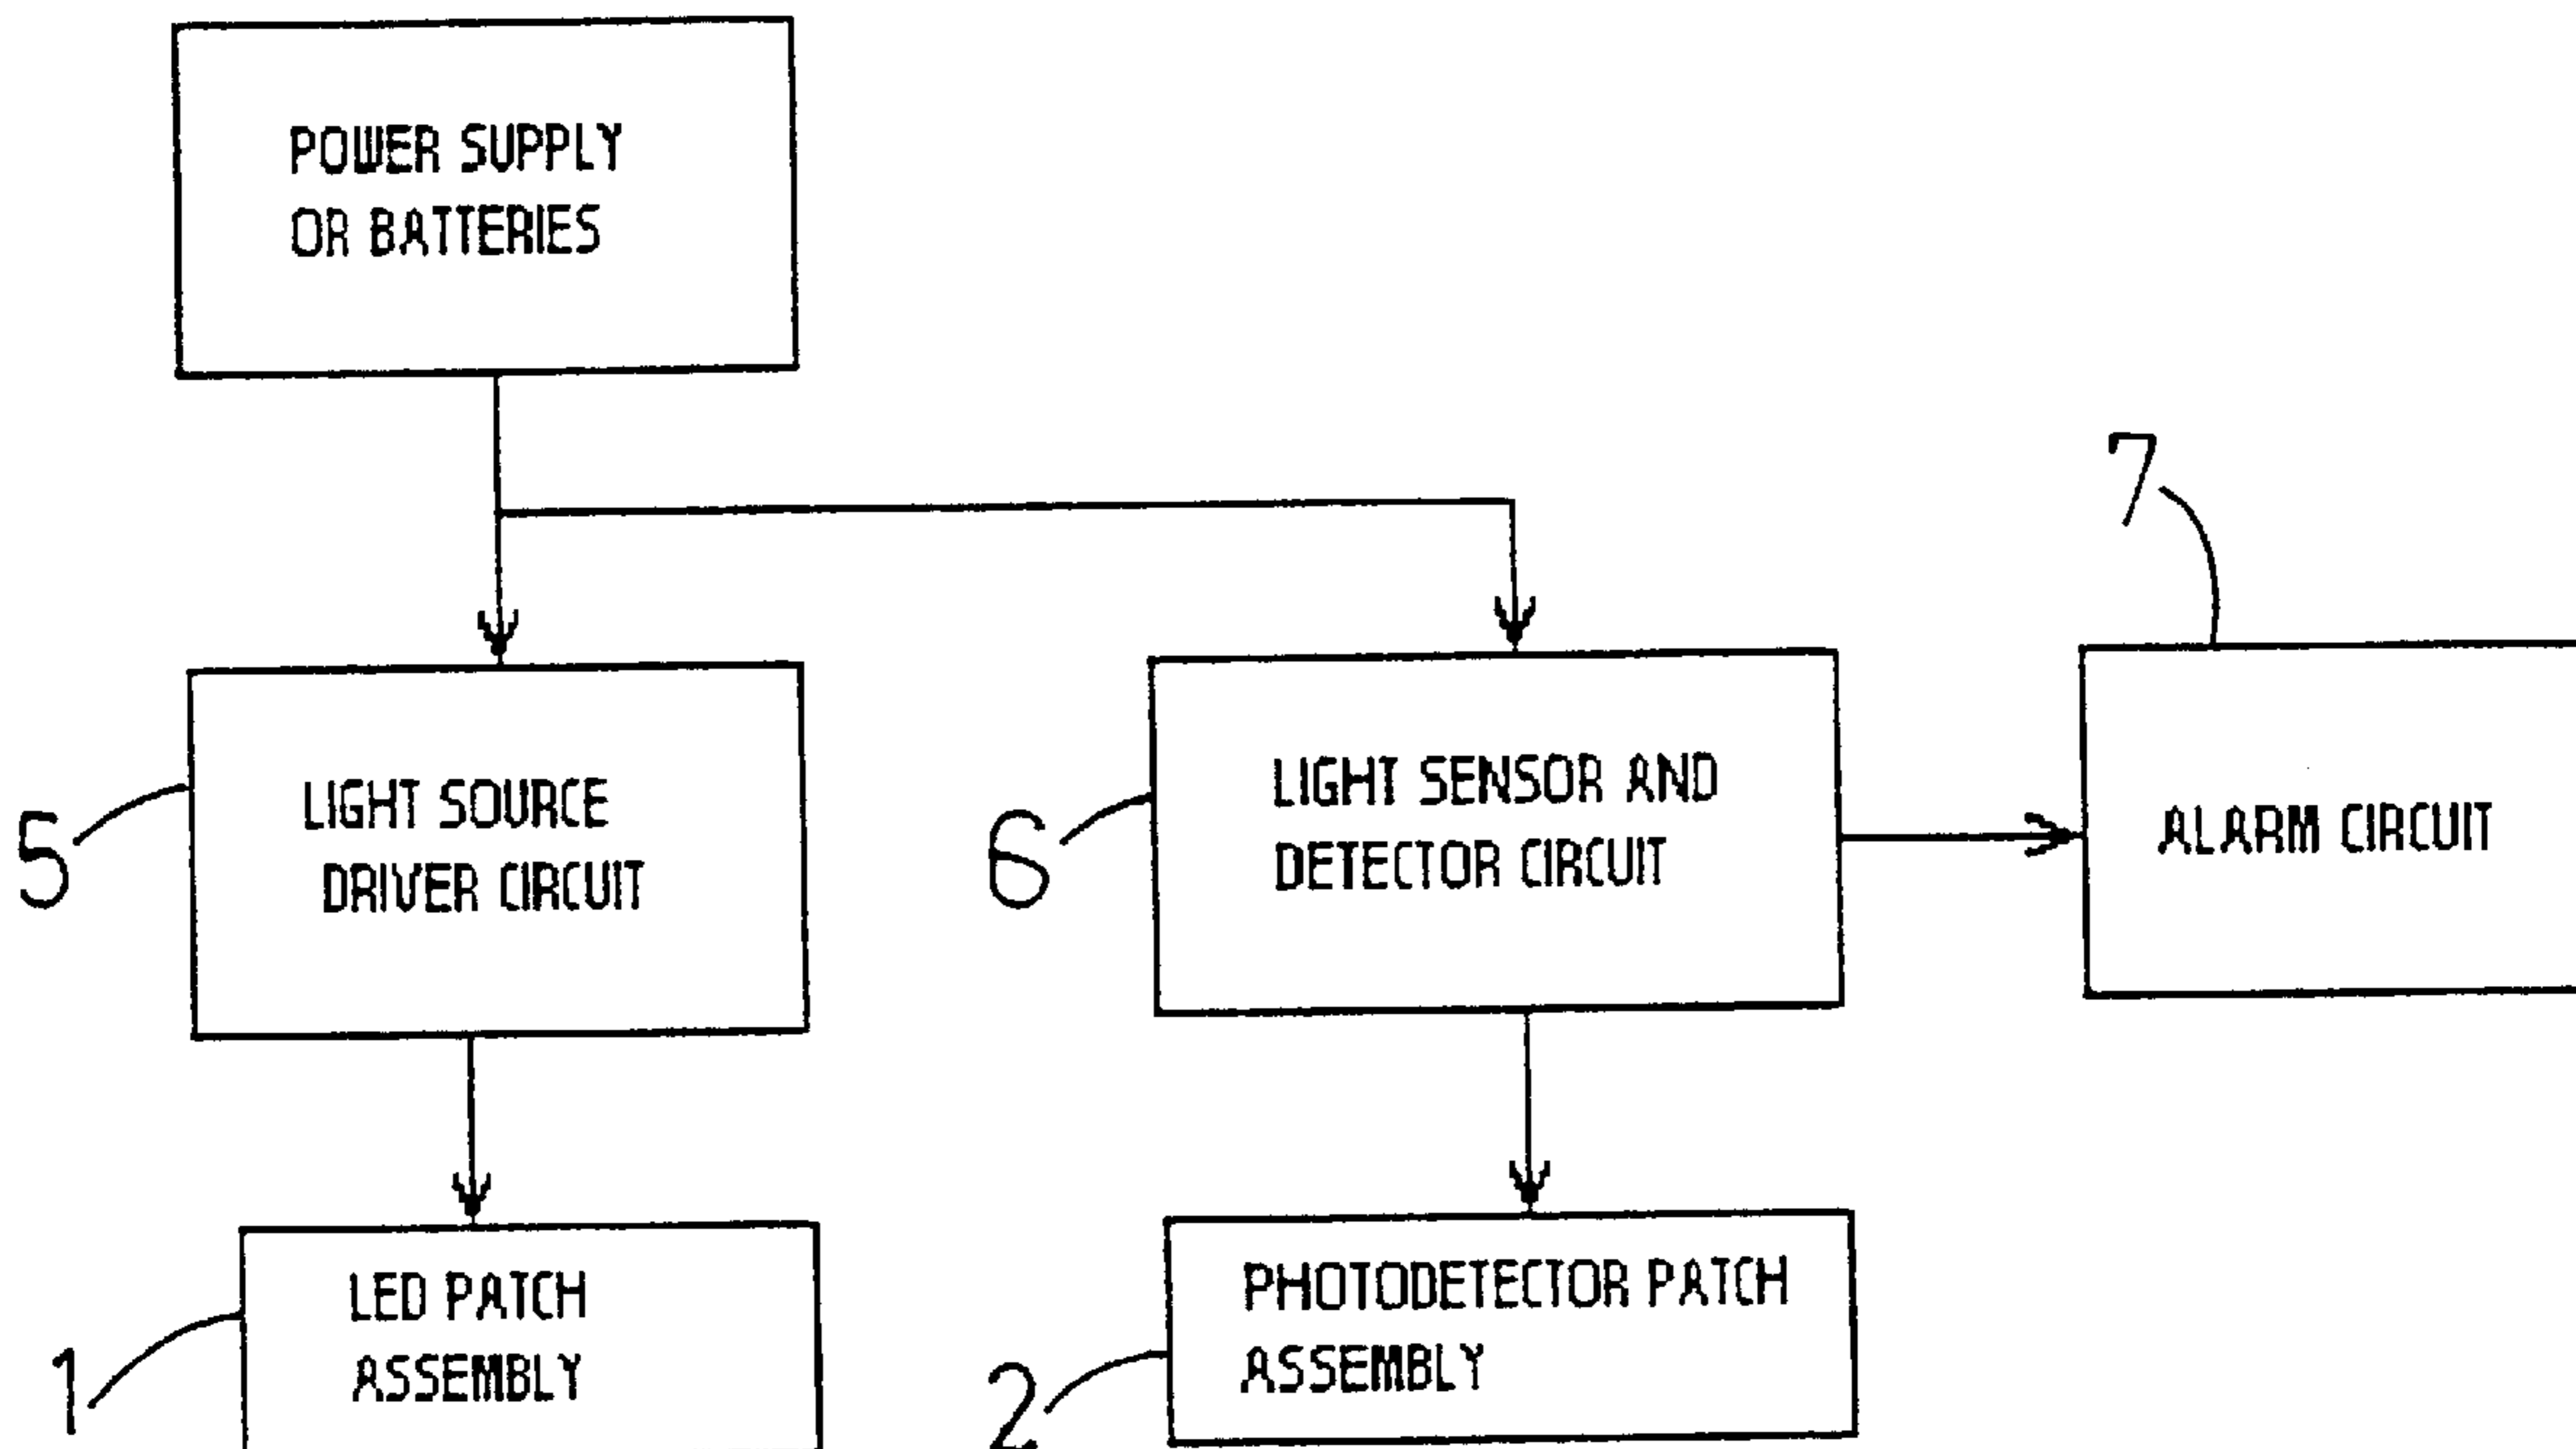 POWER SUPPLY
OR BATTERIES
7
5
LIGHT SOURCE
DRIVER CIRCUIT
6
LIGHT SENSOR AND
DETECTOR CIRCUIT
ALARM CIRCUIT
1
LED PATCH
ASSEMBLY
2
PHOTODETECTOR PATCH
ASSEMBLY